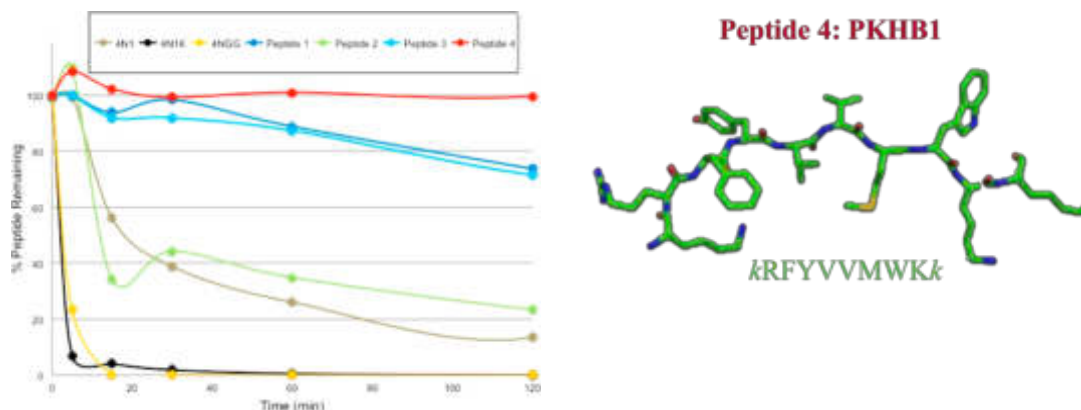 4N1 4N1K 4NGG Peptide 1 Peptide 2 Peptide 3 Peptide 4
% Peptide Remaining
100
80
60
40
20
0
0 20 40 60 80 100 120
Time (min)
Peptide 4: PKHB1
kRFYVVMWKk